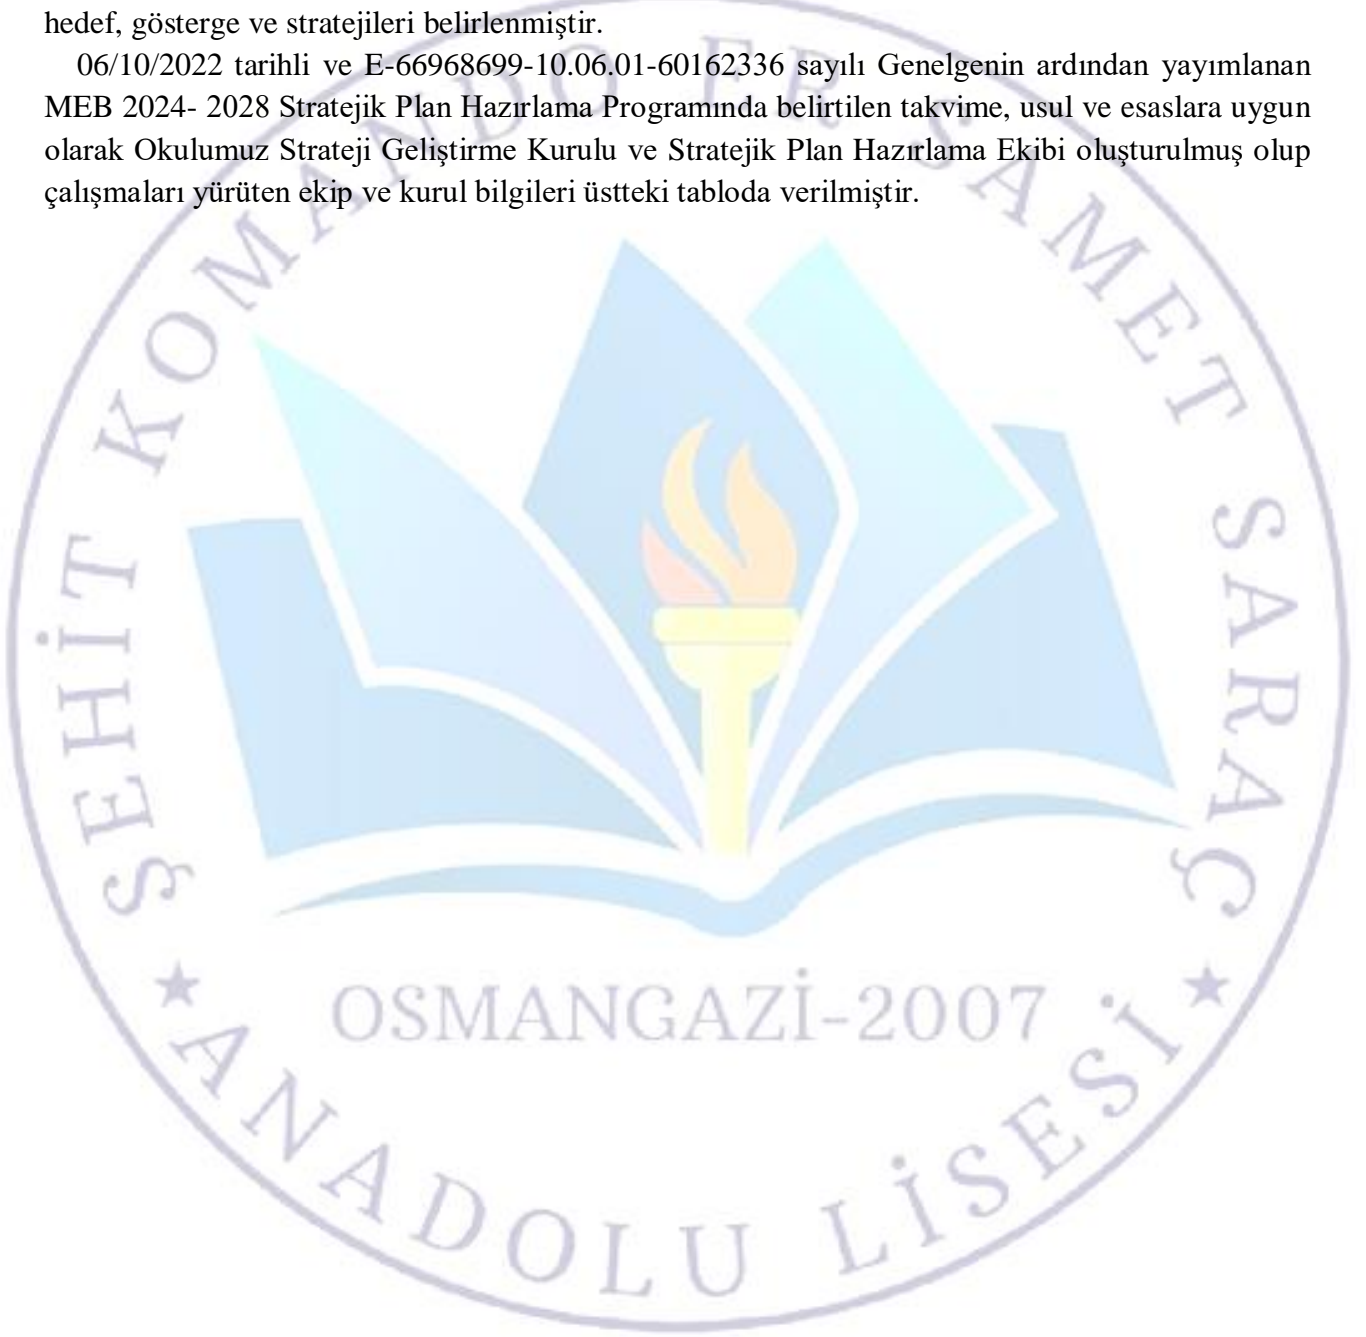 hedef, gösterge ve stratejileri belirlenmiştir.
06/10/2022 tarihli ve E-66968699-10.06.01-60162336 sayılı Genelgenin ardından yayımlanan
MEB 2024- 2028 Stratejik Plan Hazırlama Programında belirtilen takvime, usul ve esaslara uygun
olarak Okulumuz Strateji Geliştirme Kurulu ve Stratejik Plan Hazırlama Ekibi oluşturulmuş olup
çalışmaları yürüten ekip ve kurul bilgileri üstteki tabloda verilmiştir.
ŞEHİT KOMANDO ER SAMET SARAÇ
OSMANGAZİ-2007
★ ANADOLU LİSESİ ★